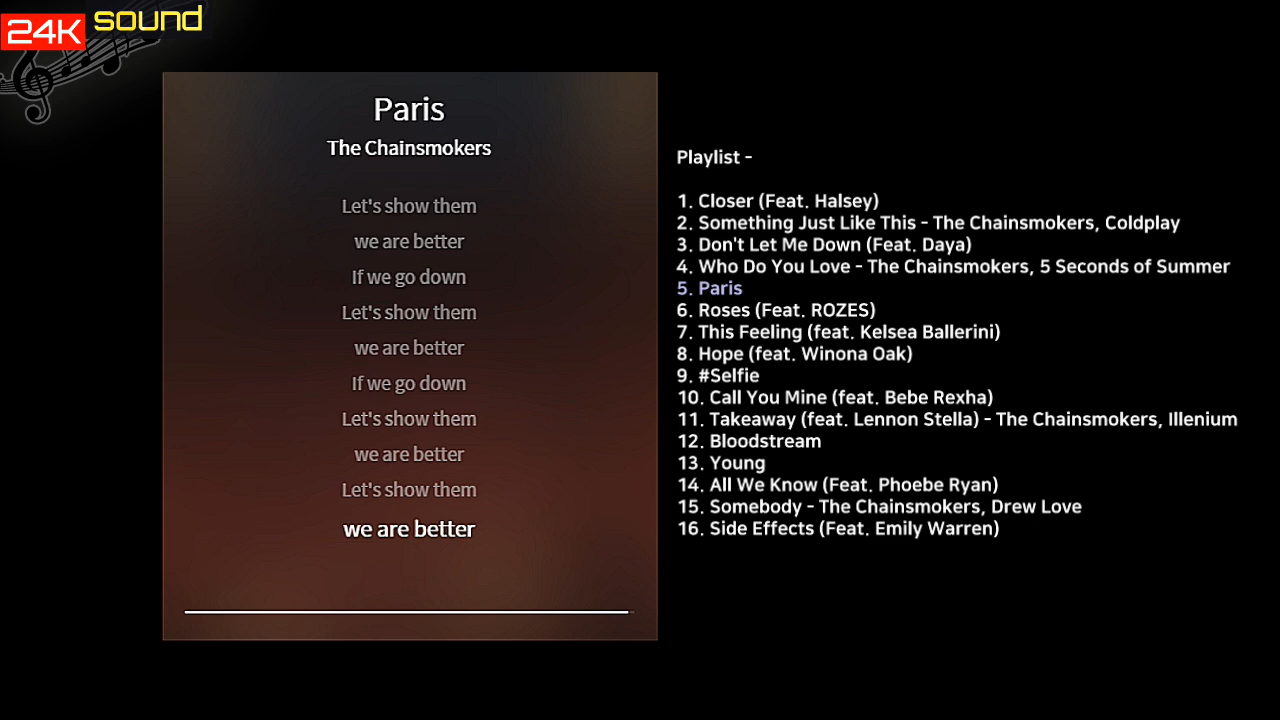 24K sound
Paris
The Chainsmokers
Let's show them
we are better
If we go down
Let's show them
we are better
If we go down
Let's show them
we are better
Let's show them
we are better
Playlist -
1. Closer (Feat. Halsey)
2. Something Just Like This - The Chainsmokers, Coldplay
3. Don't Let Me Down (Feat. Daya)
4. Who Do You Love - The Chainsmokers, 5 Seconds of Summer
5. Paris
6. Roses (Feat. ROZES)
7. This Feeling (feat. Kelsea Ballerini)
8. Hope (feat. Winona Oak)
9. #Selfie
10. Call You Mine (feat. Bebe Rexha)
11. Takeaway (feat. Lennon Stella) - The Chainsmokers, Illenium
12. Bloodstream
13. Young
14. All We Know (Feat. Phoebe Ryan)
15. Somebody - The Chainsmokers, Drew Love
16. Side Effects (Feat. Emily Warren)